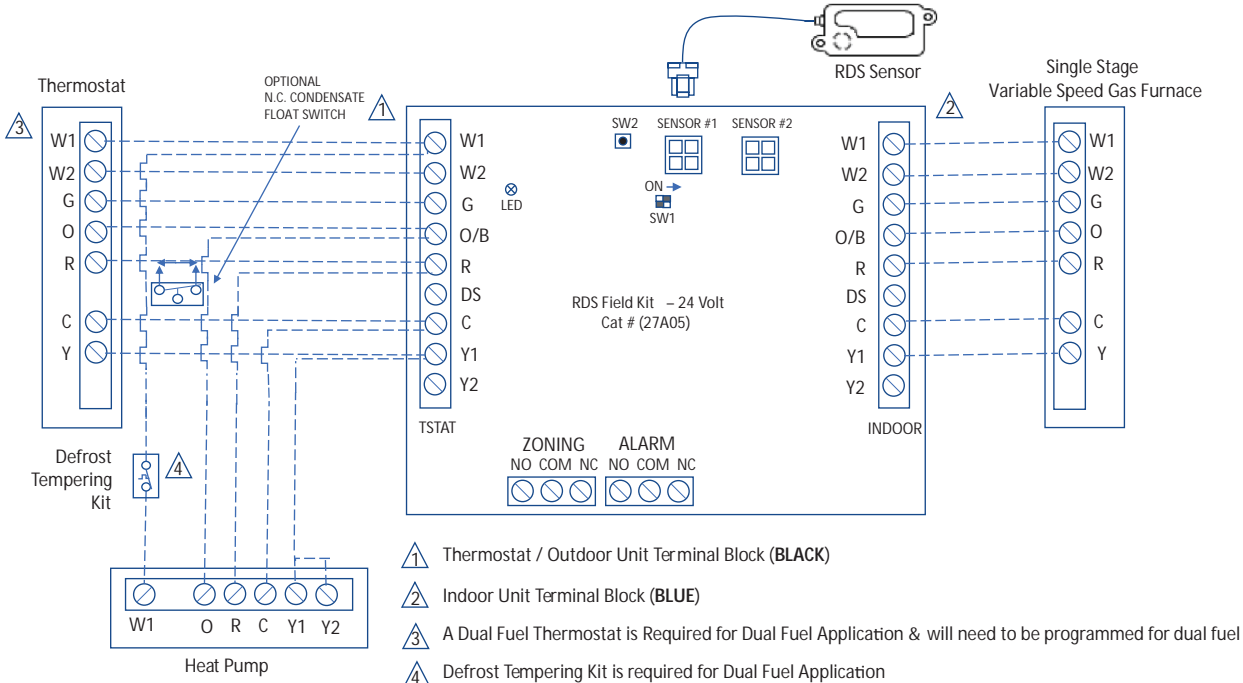 Thermostat
3
W1
W2
G
O
R
C
Y
OPTIONAL
N.C. CONDENSATE
FLOAT SWITCH
1
W1
W2
G
O/B
R
DS
C
Y1
Y2
TSTAT
LED
SW2
SENSOR #1
SENSOR #2
ON
SW1
RDS Sensor
RDS Field Kit – 24 Volt
Cat # (27A05)
ZONING
NO COM NC
ALARM
NO COM NC
2
W1
W2
G
O/B
R
DS
C
Y1
Y2
INDOOR
Single Stage
Variable Speed Gas Furnace
W1
W2
G
O
R
C
Y
Defrost
Tempering
Kit
4
W1 O R C Y1 Y2
Heat Pump
1 Thermostat / Outdoor Unit Terminal Block (BLACK)
2 Indoor Unit Terminal Block (BLUE)
3 A Dual Fuel Thermostat is Required for Dual Fuel Application & will need to be programmed for dual fuel
4 Defrost Tempering Kit is required for Dual Fuel Application